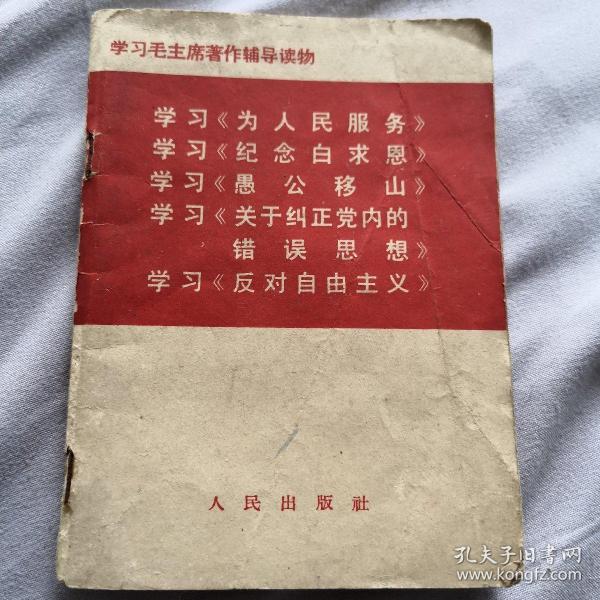 学习毛主席著作辅导读物
学习《为人民服务》
学习《纪念白求恩》
学习《愚公移山》
学习《关于纠正党内的
错误思想》
学习《反对自由主义》
人民出版社
孔夫子旧书网
www.kongfz.com